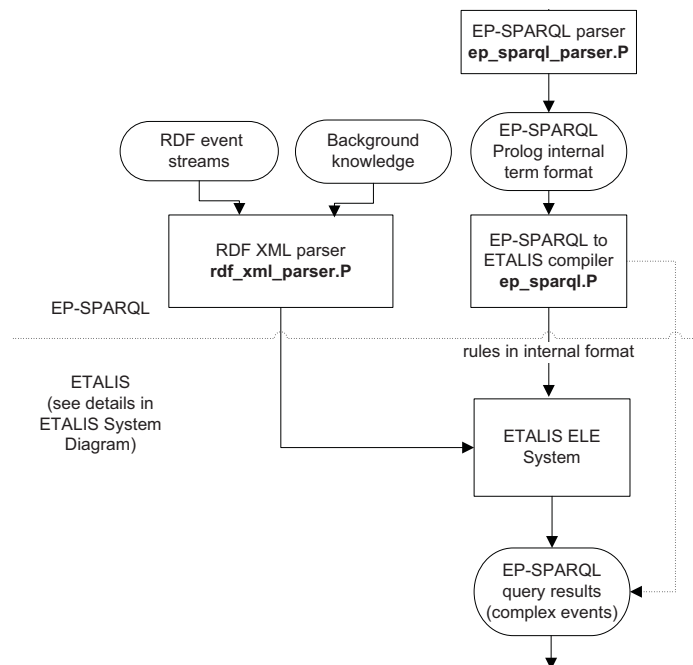 EP-SPARQL parser
ep_sparql_parser.P
RDF event
streams
Background
knowledge
EP-SPARQL
Prolog internal
term format
RDF XML parser
rdf_xml_parser.P
EP-SPARQL to
ETALIS compiler
ep_sparql.P
EP-SPARQL
rules in internal format
ETALIS
(see details in
ETALIS System
Diagram)
ETALIS ELE
System
EP-SPARQL
query results
(complex events)